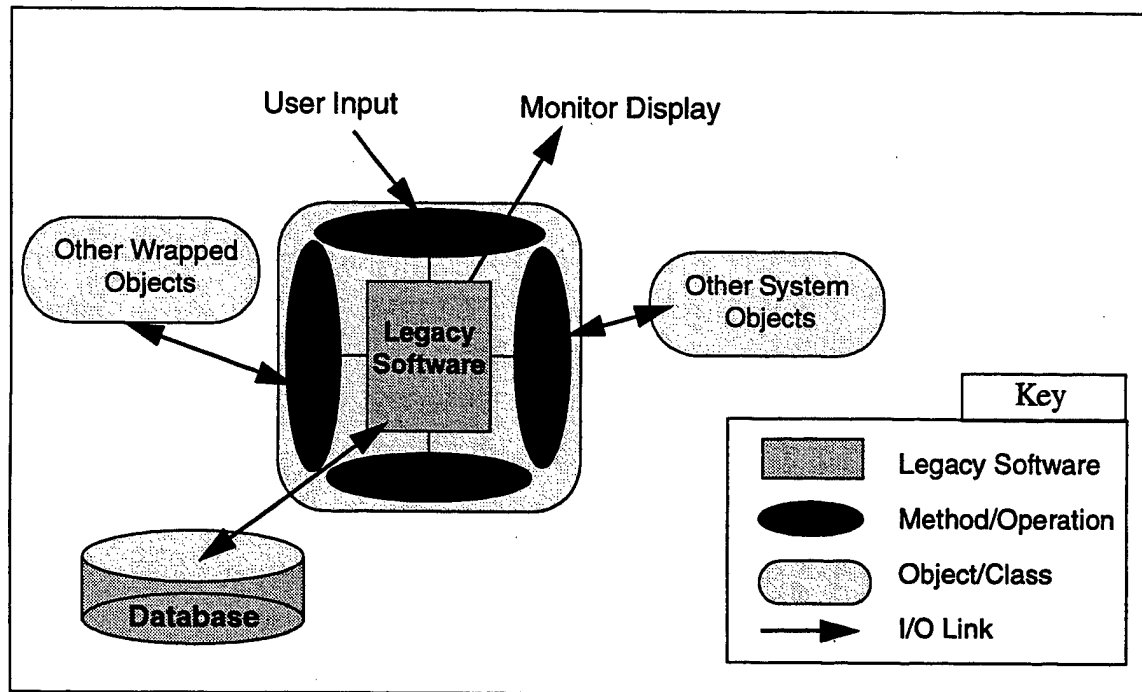 User Input
Monitor Display
Other Wrapped
Objects
Other System
Objects
Legacy
Software
Database
Key
Legacy Software
Method/Operation
Object/Class
I/O Link